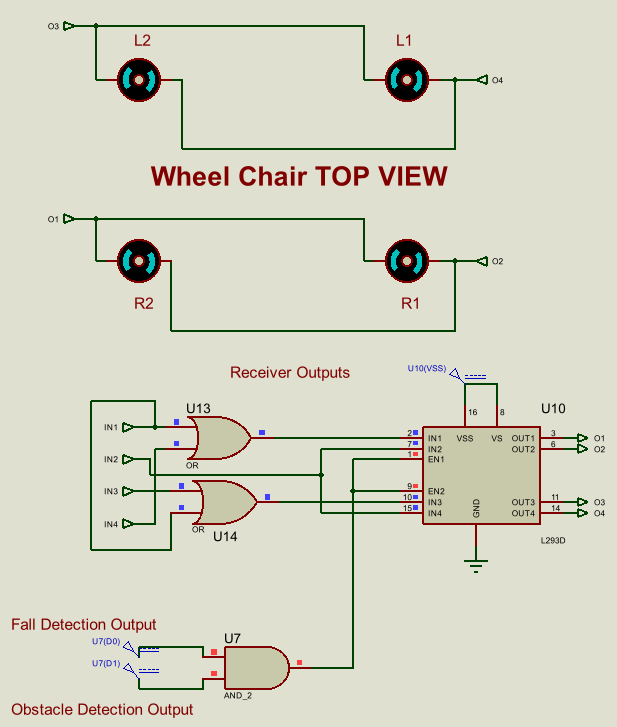 O3
L2
L1
O4
Wheel Chair TOP VIEW
O1
O2
R2
R1
Receiver Outputs
U10(VSS)
U13
16
8
U10
IN1
2
IN1
VSS
VS
OUT1
3
O1
7
IN2
OUT2
6
O2
1
EN1
IN2
OR
IN3
9
EN2
10
IN3
OUT3
11
O3
IN4
15
IN4
GND
OUT4
14
O4
OR
U14
L293D
Fall Detection Output
U7
U7(D0)
U7(D1)
AND_2
Obstacle Detection Output